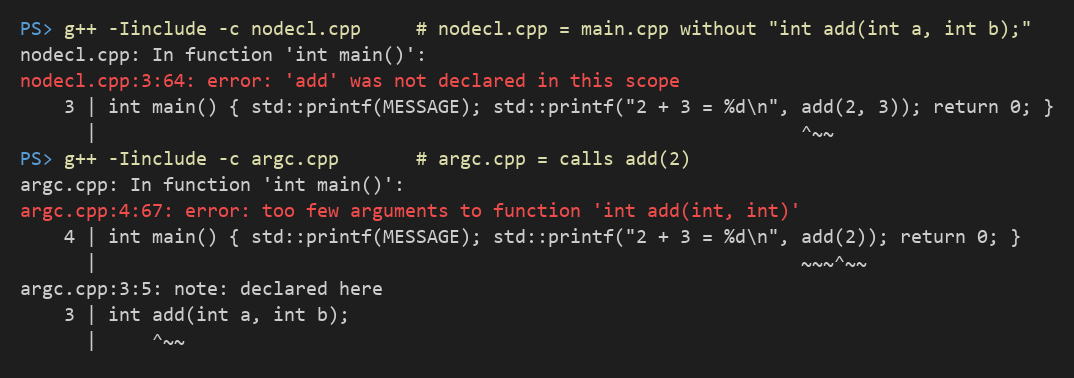 PS> g++ -Iinclude -c nodecl.cpp     # nodecl.cpp = main.cpp without "int add(int a, int b);"
nodecl.cpp: In function 'int main()':
nodecl.cpp:3:64: error: 'add' was not declared in this scope
    3 | int main() { std::printf(MESSAGE); std::printf("2 + 3 = %d\n", add(2, 3)); return 0; }
      |                                                                ^~~
PS> g++ -Iinclude -c argc.cpp       # argc.cpp = calls add(2)
argc.cpp: In function 'int main()':
argc.cpp:4:67: error: too few arguments to function 'int add(int, int)'
    4 | int main() { std::printf(MESSAGE); std::printf("2 + 3 = %d\n", add(2)); return 0; }
      |                                                                ~~~^~~
argc.cpp:3:5: note: declared here
    3 | int add(int a, int b);
      |     ^~~